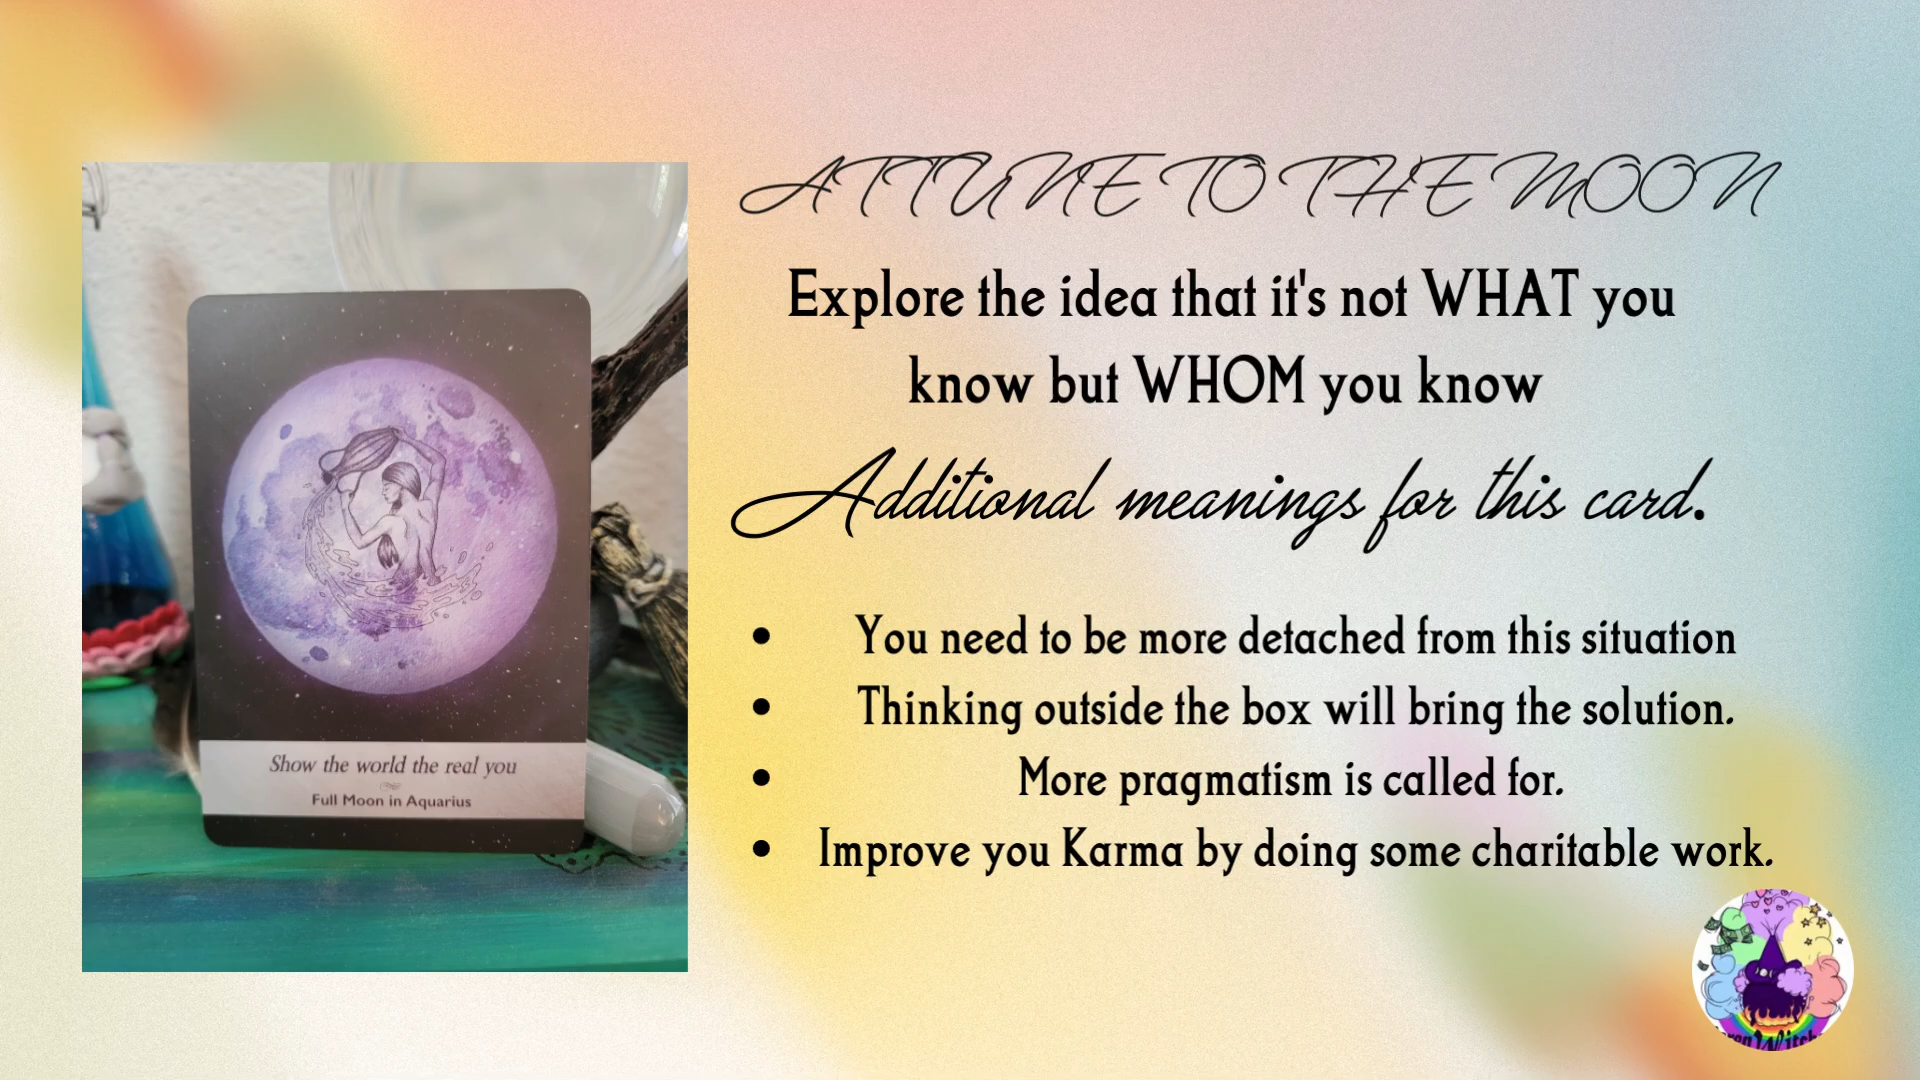 ATTUNE TO THE MOON
Explore the idea that it's not WHAT you
know but WHOM you know
Additional meanings for this card.
• You need to be more detached from this situation
• Thinking outside the box will bring the solution.
• More pragmatism is called for.
• Improve you Karma by doing some charitable work.
Show the world the real you
Full Moon in Aquarius